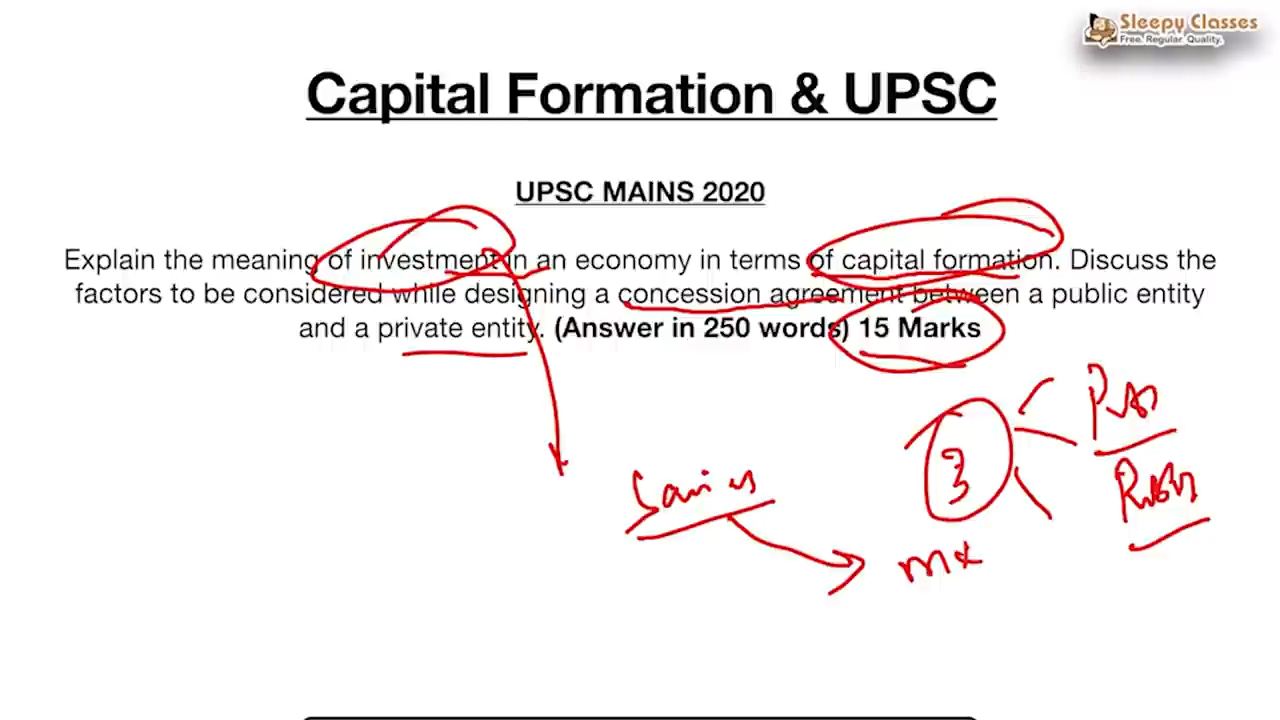 Sleepy Classes
Free. Regular. Quality.
Capital Formation & UPSC
UPSC MAINS 2020
Explain the meaning of investment in an economy in terms of capital formation. Discuss the
factors to be considered while designing a concession agreement between a public entity
and a private entity. (Answer in 250 words) 15 Marks
3